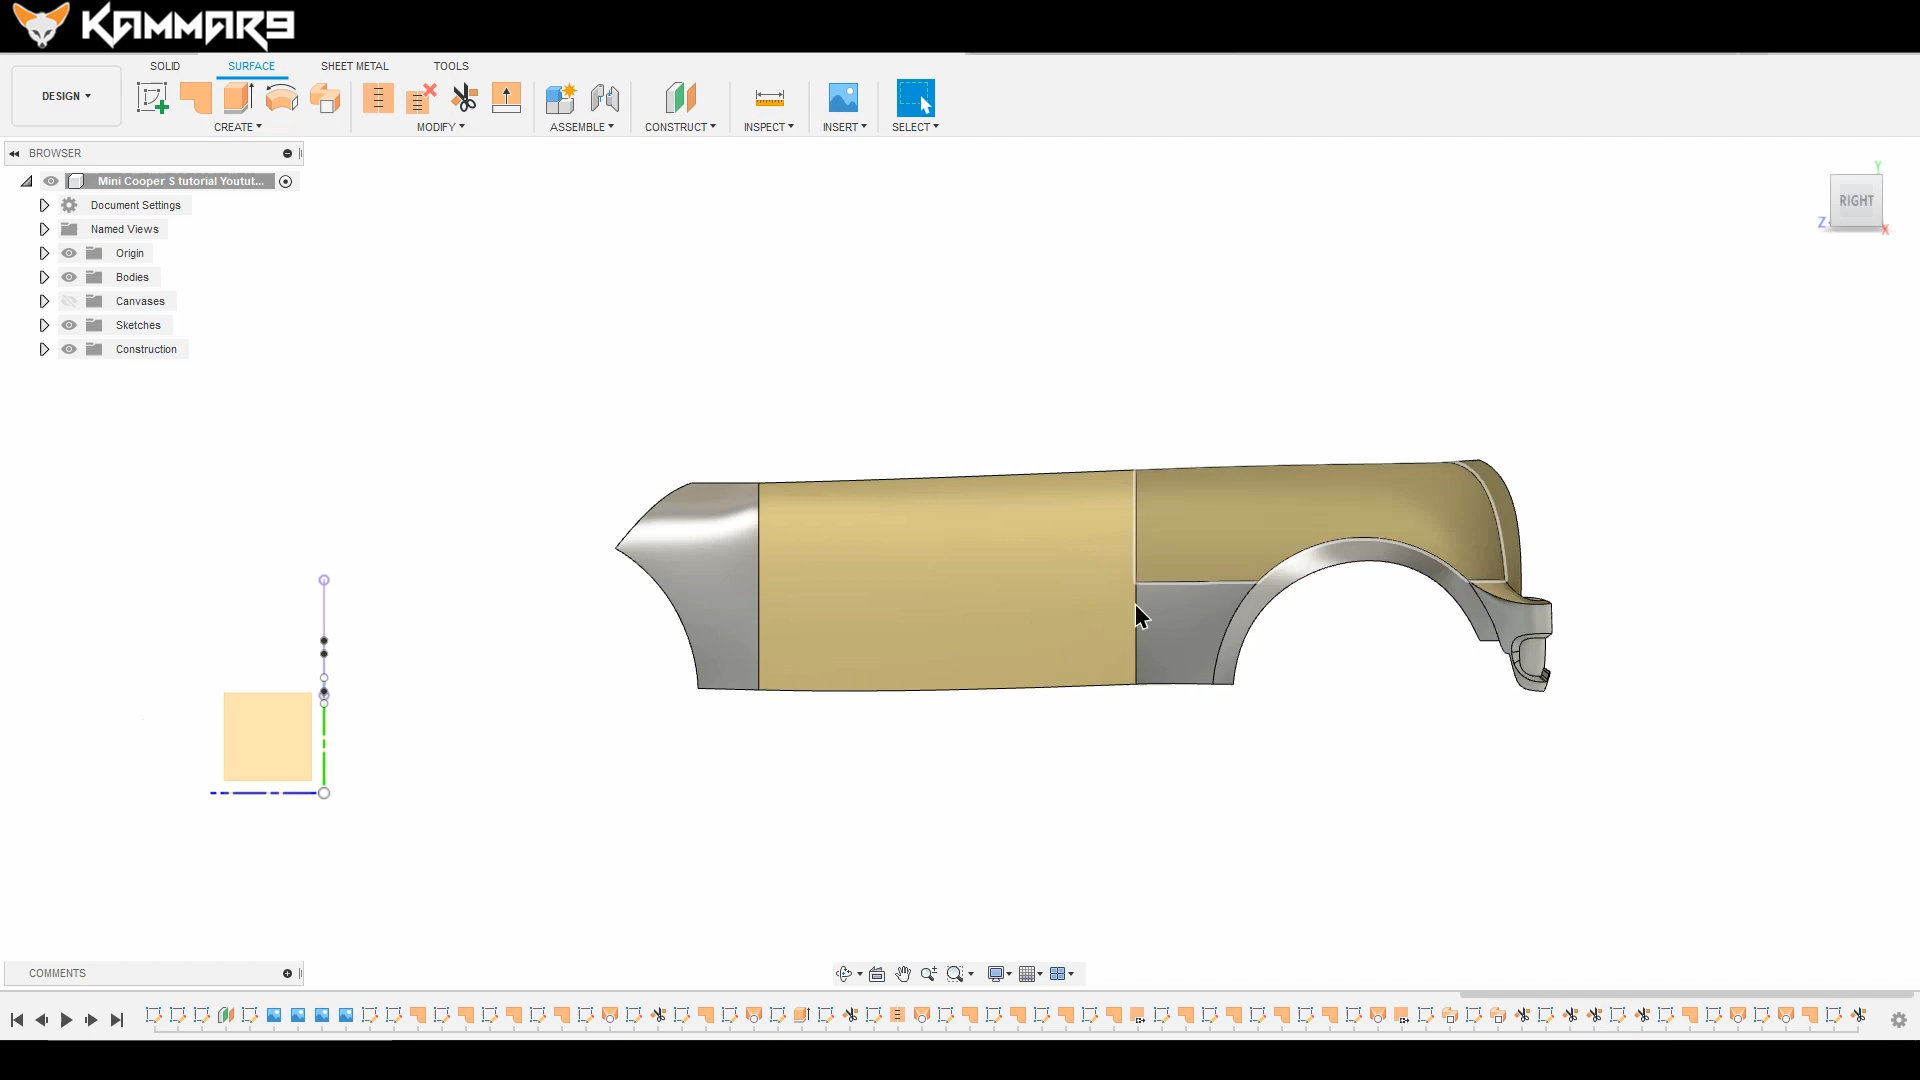 KAMMAR9
SOLID SURFACE SHEET METAL TOOLS
DESIGN
CREATE MODIFY ASSEMBLE CONSTRUCT INSPECT INSERT SELECT
BROWSER
Mini Cooper S tutorial Youtut...
Document Settings
Named Views
Origin
Bodies
Canvases
Sketches
Construction
Y
RIGHT
Z
X
COMMENTS